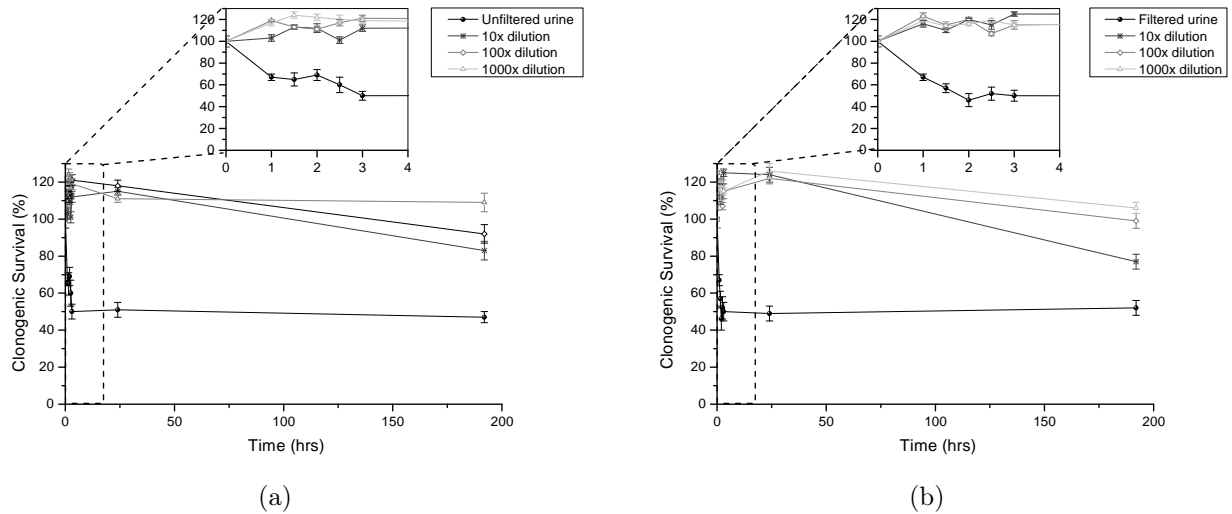 120
100
80
60
40
20
0
0 1 2 3 4
Unfiltered urine
10x dilution
100x dilution
1000x dilution
Clonogenic Survival (%)
120
100
80
60
40
20
0
0 50 100 150 200
Time (hrs)
(a)
120
100
80
60
40
20
0
0 1 2 3 4
Filtered urine
10x dilution
100x dilution
1000x dilution
Clonogenic Survival (%)
120
100
80
60
40
20
0
0 50 100 150 200
Time (hrs)
(b)